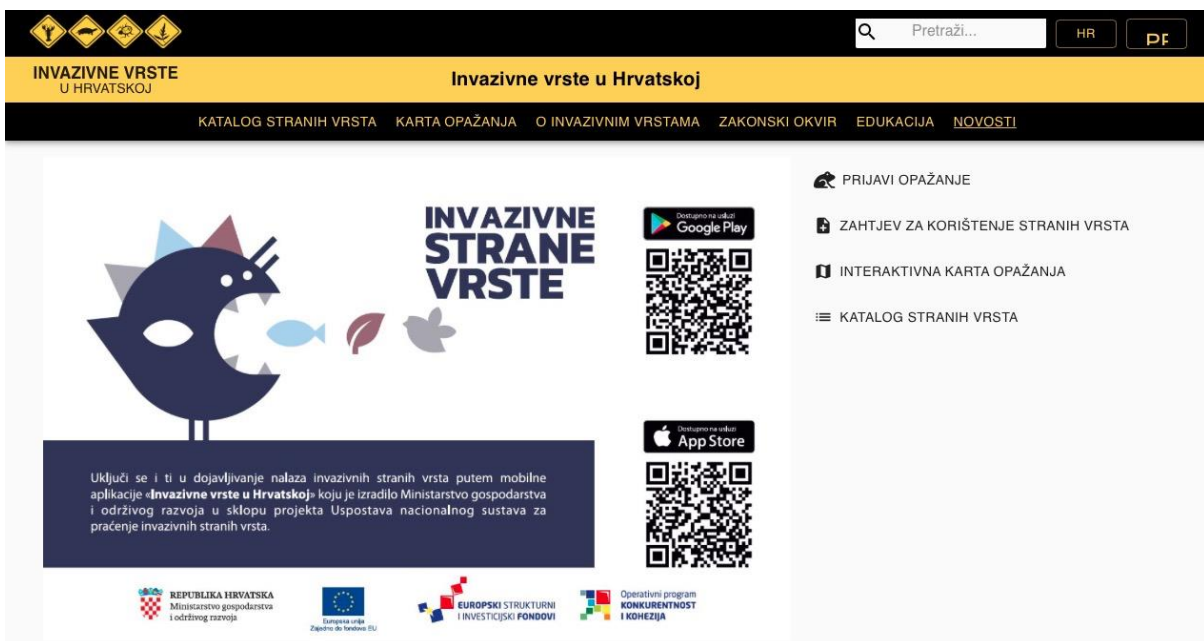 Pretraži...
HR
INVAZIVNE VRSTE
U HRVATSKOJ
Invazivne vrste u Hrvatskoj
KATALOG STRANIH VRSTA KARTA OPAŽANJA O INVAZIVNIM VRSTAMA ZAKONSKI OKVIR EDUKACIJA NOVOSTI
INVAZIVNE
STRANE
VRSTE
Dostupno na usluzi
Google Play
Dostupno na usluzi
App Store
Uključi se i ti u dojavljivanje nalaza invazivnih stranih vrsta putem mobilne
aplikacije «Invazivne vrste u Hrvatskoj» koju je izradilo Ministarstvo gospodarstva
i održivog razvoja u sklopu projekta Uspostava nacionalnog sustava za
praćenje invazivnih stranih vrsta.
REPUBLIKA HRVATSKA
Ministarstvo gospodarstva
i održivog razvoja
Europska unija
Zajedno do fondova EU
EUROPSKI STRUKTURNI
I INVESTICIJSKI FONDOVI
Operativni program
KONKURENTNOST
I KOHEZIJA
PRIJAVI OPAŽANJE
ZAHTJEV ZA KORIŠTENJE STRANIH VRSTA
INTERAKTIVNA KARTA OPAŽANJA
KATALOG STRANIH VRSTA